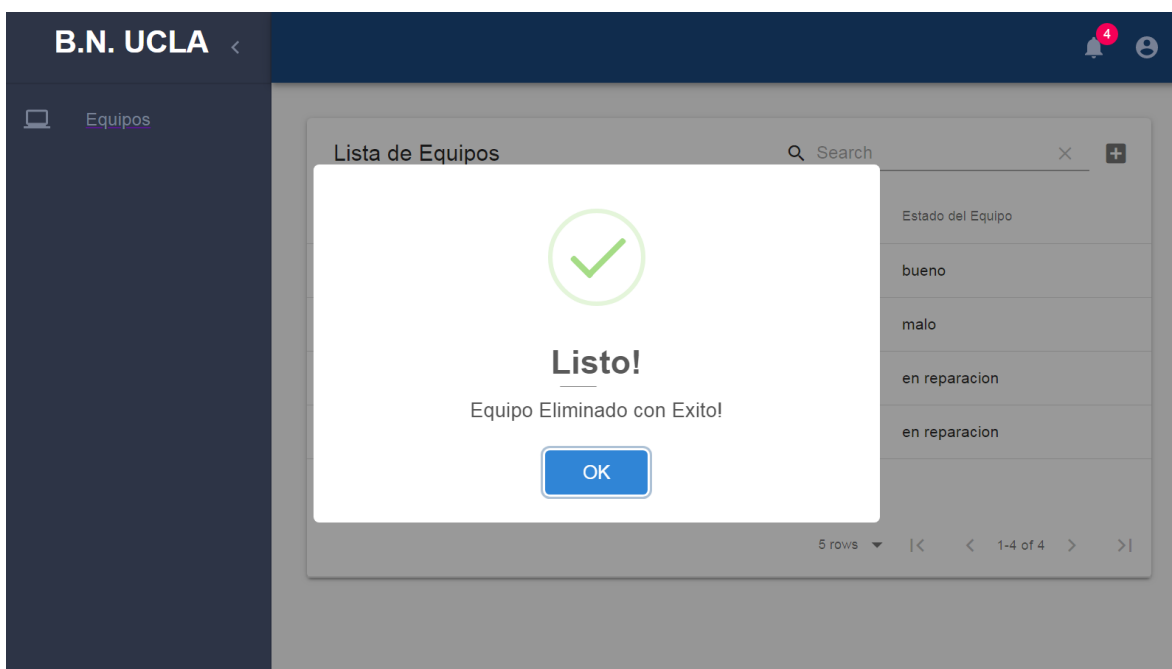 B.N. UCLA
4
Equipos
Lista de Equipos
Search
Estado del Equipo
bueno
malo
en reparacion
en reparacion
Listo!
Equipo Eliminado con Exito!
OK
5 rows
1-4 of 4